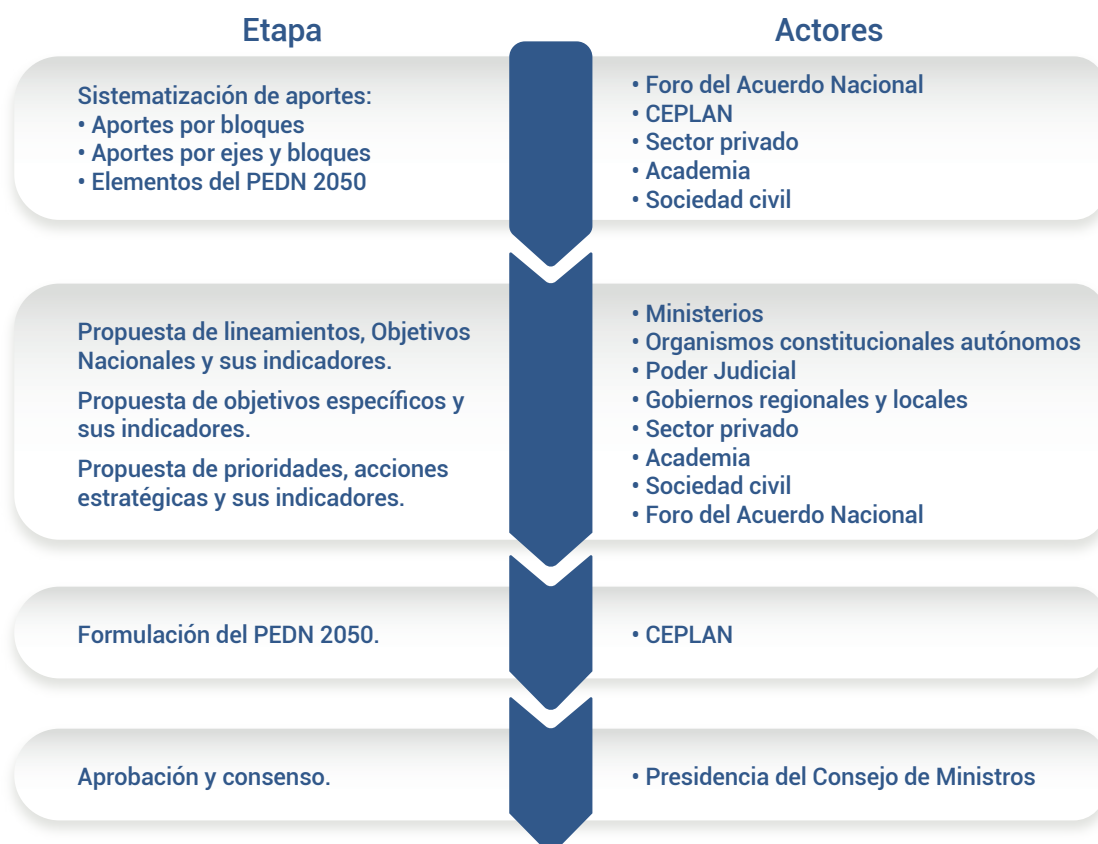 Etapa
Actores
Sistematización de aportes:
• Aportes por bloques
• Aportes por ejes y bloques
• Elementos del PEDN 2050
• Foro del Acuerdo Nacional
• CEPLAN
• Sector privado
• Academia
• Sociedad civil
Propuesta de lineamientos, Objetivos
Nacionales y sus indicadores.
Propuesta de objetivos específicos y
sus indicadores.
Propuesta de prioridades, acciones
estratégicas y sus indicadores.
• Ministerios
• Organismos constitucionales autónomos
• Poder Judicial
• Gobiernos regionales y locales
• Sector privado
• Academia
• Sociedad civil
• Foro del Acuerdo Nacional
Formulación del PEDN 2050.
• CEPLAN
Aprobación y consenso.
• Presidencia del Consejo de Ministros